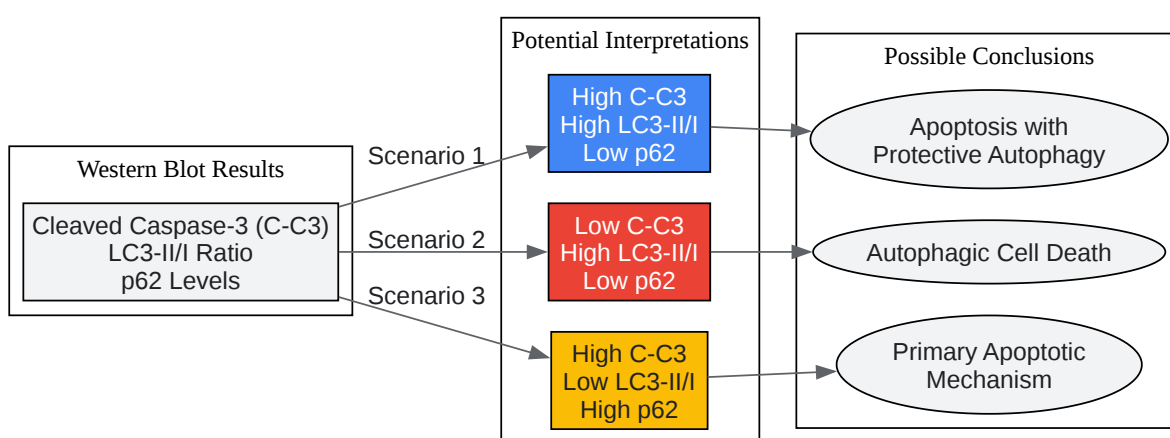 Western Blot Results
Cleaved Caspase-3 (C-C3)
LC3-II/I Ratio
p62 Levels
Scenario 1
Scenario 2
Scenario 3
Potential Interpretations
High C-C3
High LC3-II/I
Low p62
Low C-C3
High LC3-II/I
Low p62
High C-C3
Low LC3-II/I
High p62
Possible Conclusions
Apoptosis with
Protective Autophagy
Autophagic Cell Death
Primary Apoptotic
Mechanism